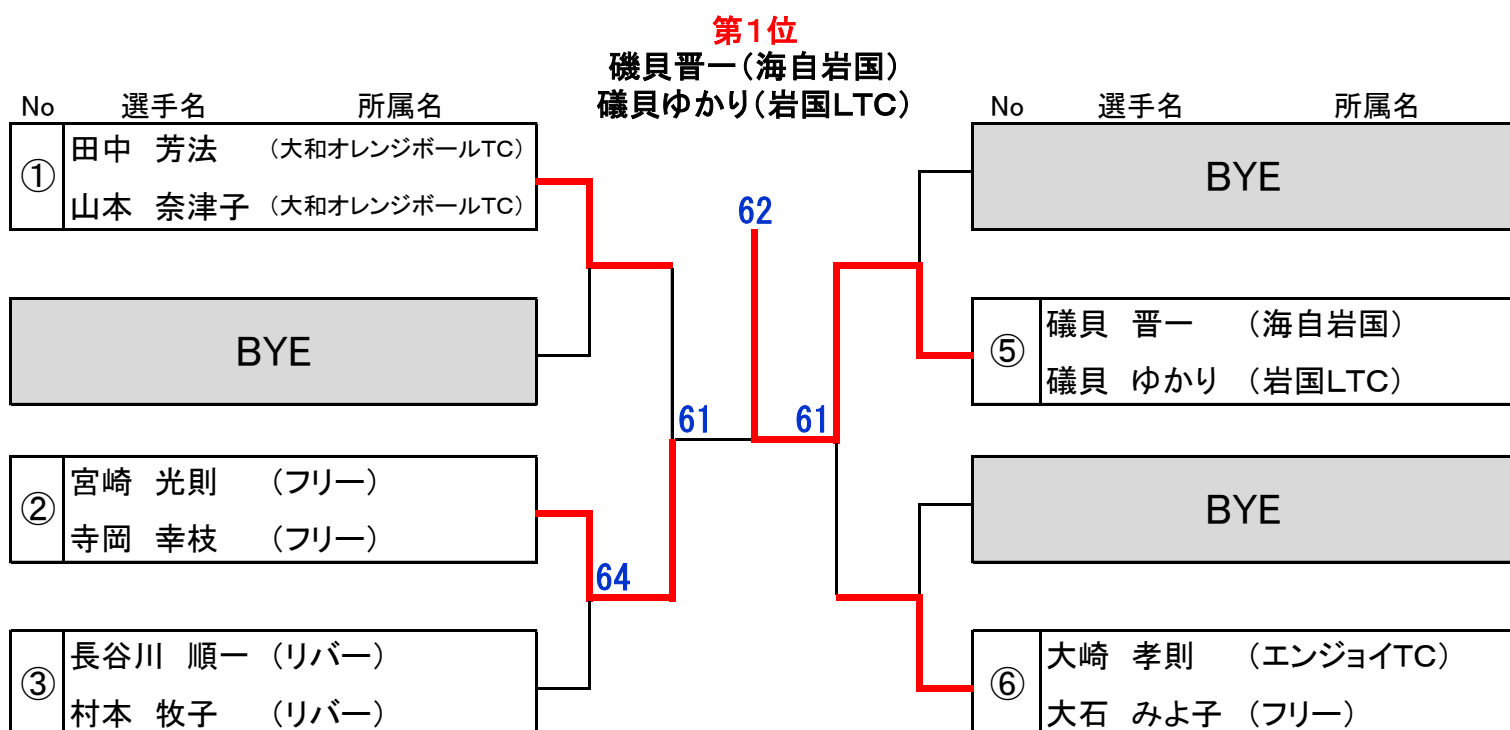 第1位
磯貝晋一(海自岩国)
礒貝ゆかり(岩国LTC)
No 選手名 所属名
① 田中 芳法 (大和オレンジボールTC)
山本 奈津子 (大和オレンジボールTC)
BYE
② 宮崎 光則 (フリー)
寺岡 幸枝 (フリー)
③ 長谷川 順一 (リバー)
村本 牧子 (リバー)
64
61
62
61
No 選手名 所属名
BYE
⑤ 礒貝 晋一 (海自岩国)
礒貝 ゆかり (岩国LTC)
BYE
⑥ 大崎 孝則 (エンジョイTC)
大石 みよ子 (フリー)